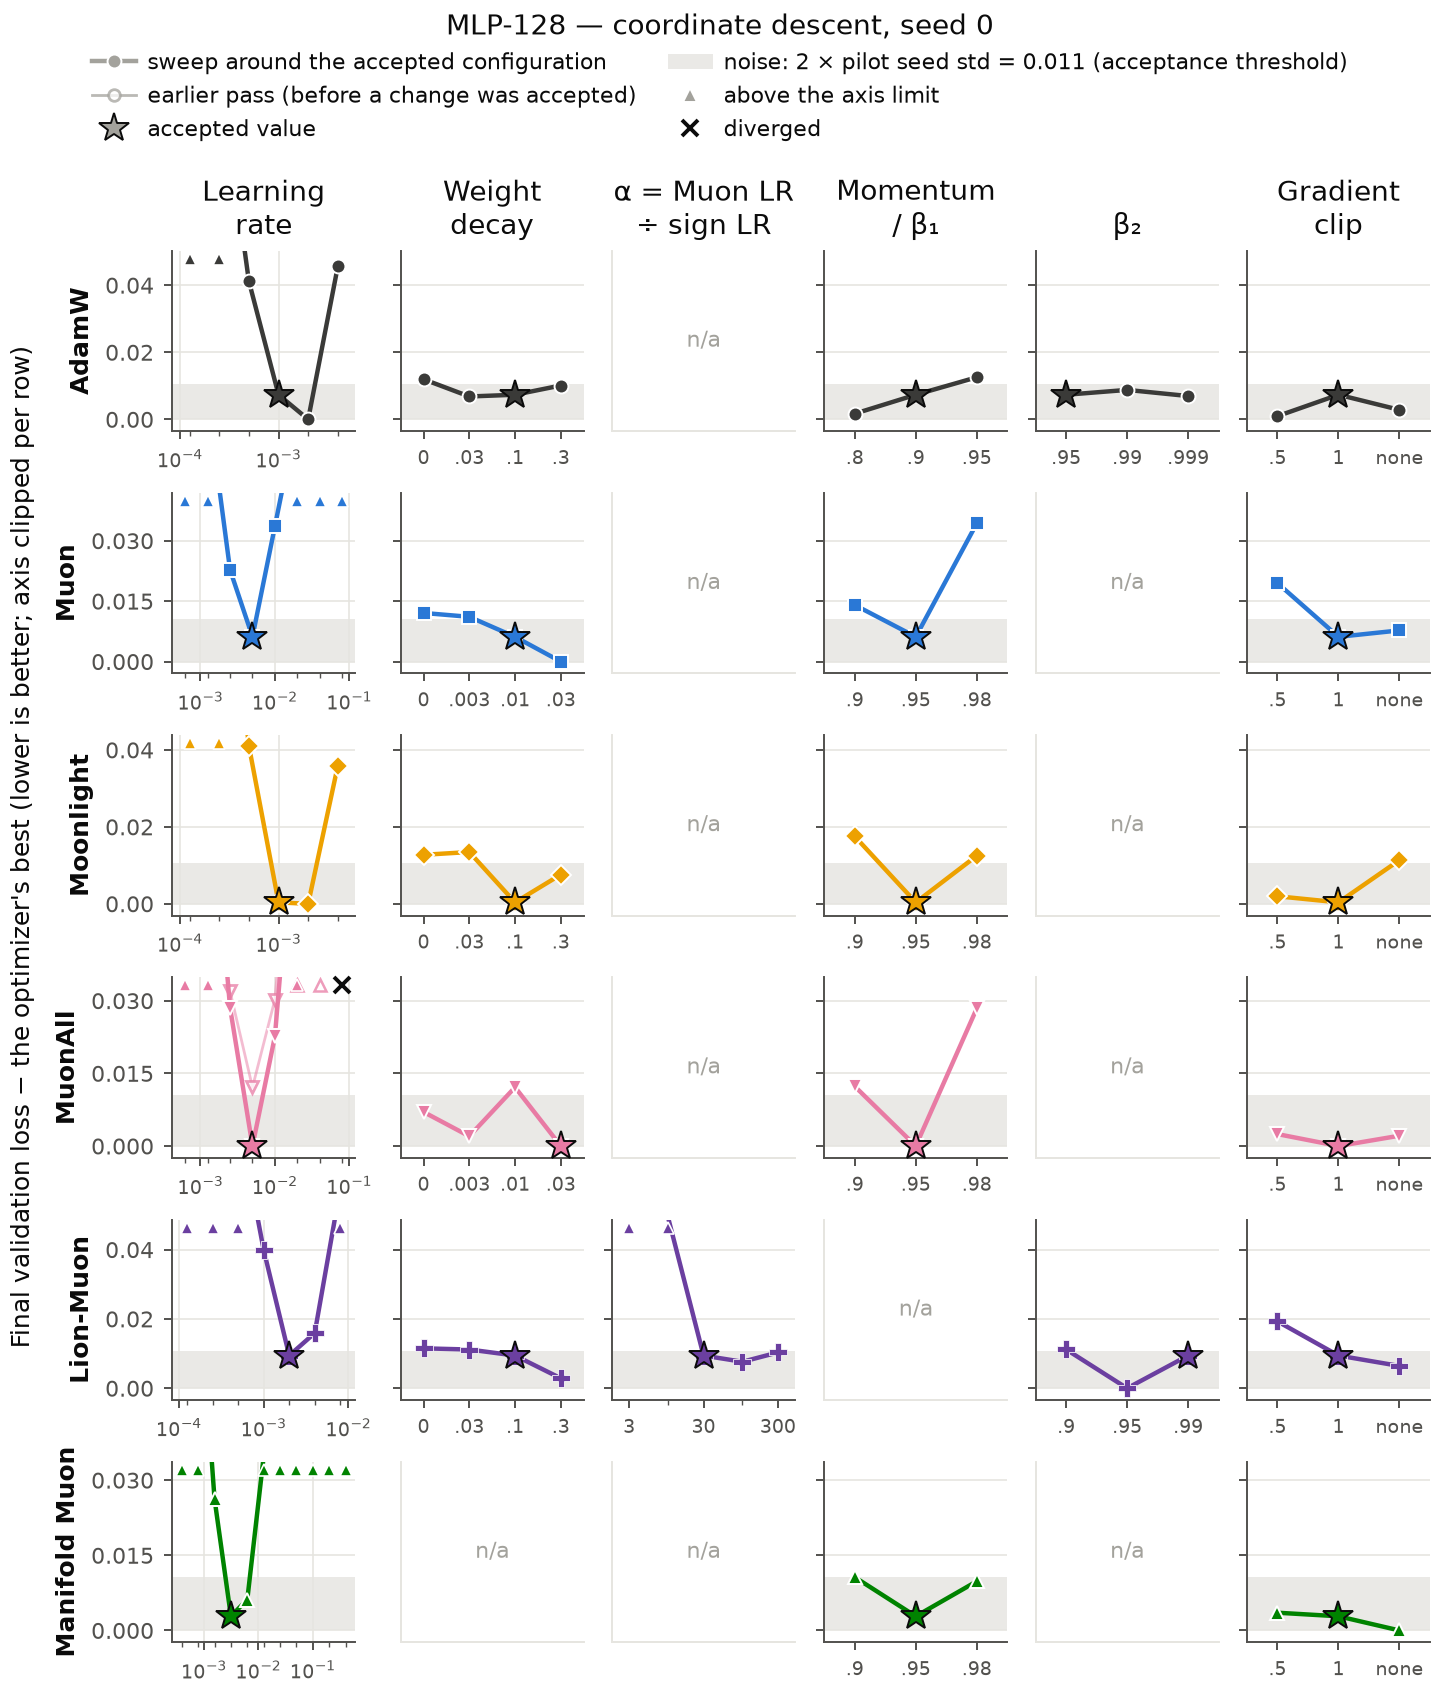 MLP-128 — coordinate descent, seed 0
sweep around the accepted configuration
earlier pass (before a change was accepted)
accepted value
noise: 2 × pilot seed std = 0.011 (acceptance threshold)
above the axis limit
diverged
Learning
rate
Weight
decay
α = Muon LR
÷ sign LR
Momentum
/ β₁
β₂
Gradient
clip
Final validation loss − the optimizer's best (lower is better; axis clipped per row)
AdamW
0.04
0.02
0.00
10⁻⁴ 10⁻³
0 .03 .1 .3
n/a
.8 .9 .95
.95 .99 .999
.5 1 none
Muon
0.030
0.015
0.000
10⁻³ 10⁻² 10⁻¹
0 .003 .01 .03
n/a
.9 .95 .98
n/a
.5 1 none
Moonlight
0.04
0.02
0.00
10⁻⁴ 10⁻³
0 .03 .1 .3
n/a
.9 .95 .98
n/a
.5 1 none
MuonAll
0.030
0.015
0.000
10⁻³ 10⁻² 10⁻¹
0 .003 .01 .03
n/a
.9 .95 .98
n/a
.5 1 none
Lion-Muon
0.04
0.02
0.00
10⁻⁴ 10⁻³ 10⁻²
0 .03 .1 .3
3 30 300
n/a
.9 .95 .99
.5 1 none
Manifold Muon
0.030
0.015
0.000
10⁻³ 10⁻² 10⁻¹
n/a
n/a
.9 .95 .98
n/a
.5 1 none